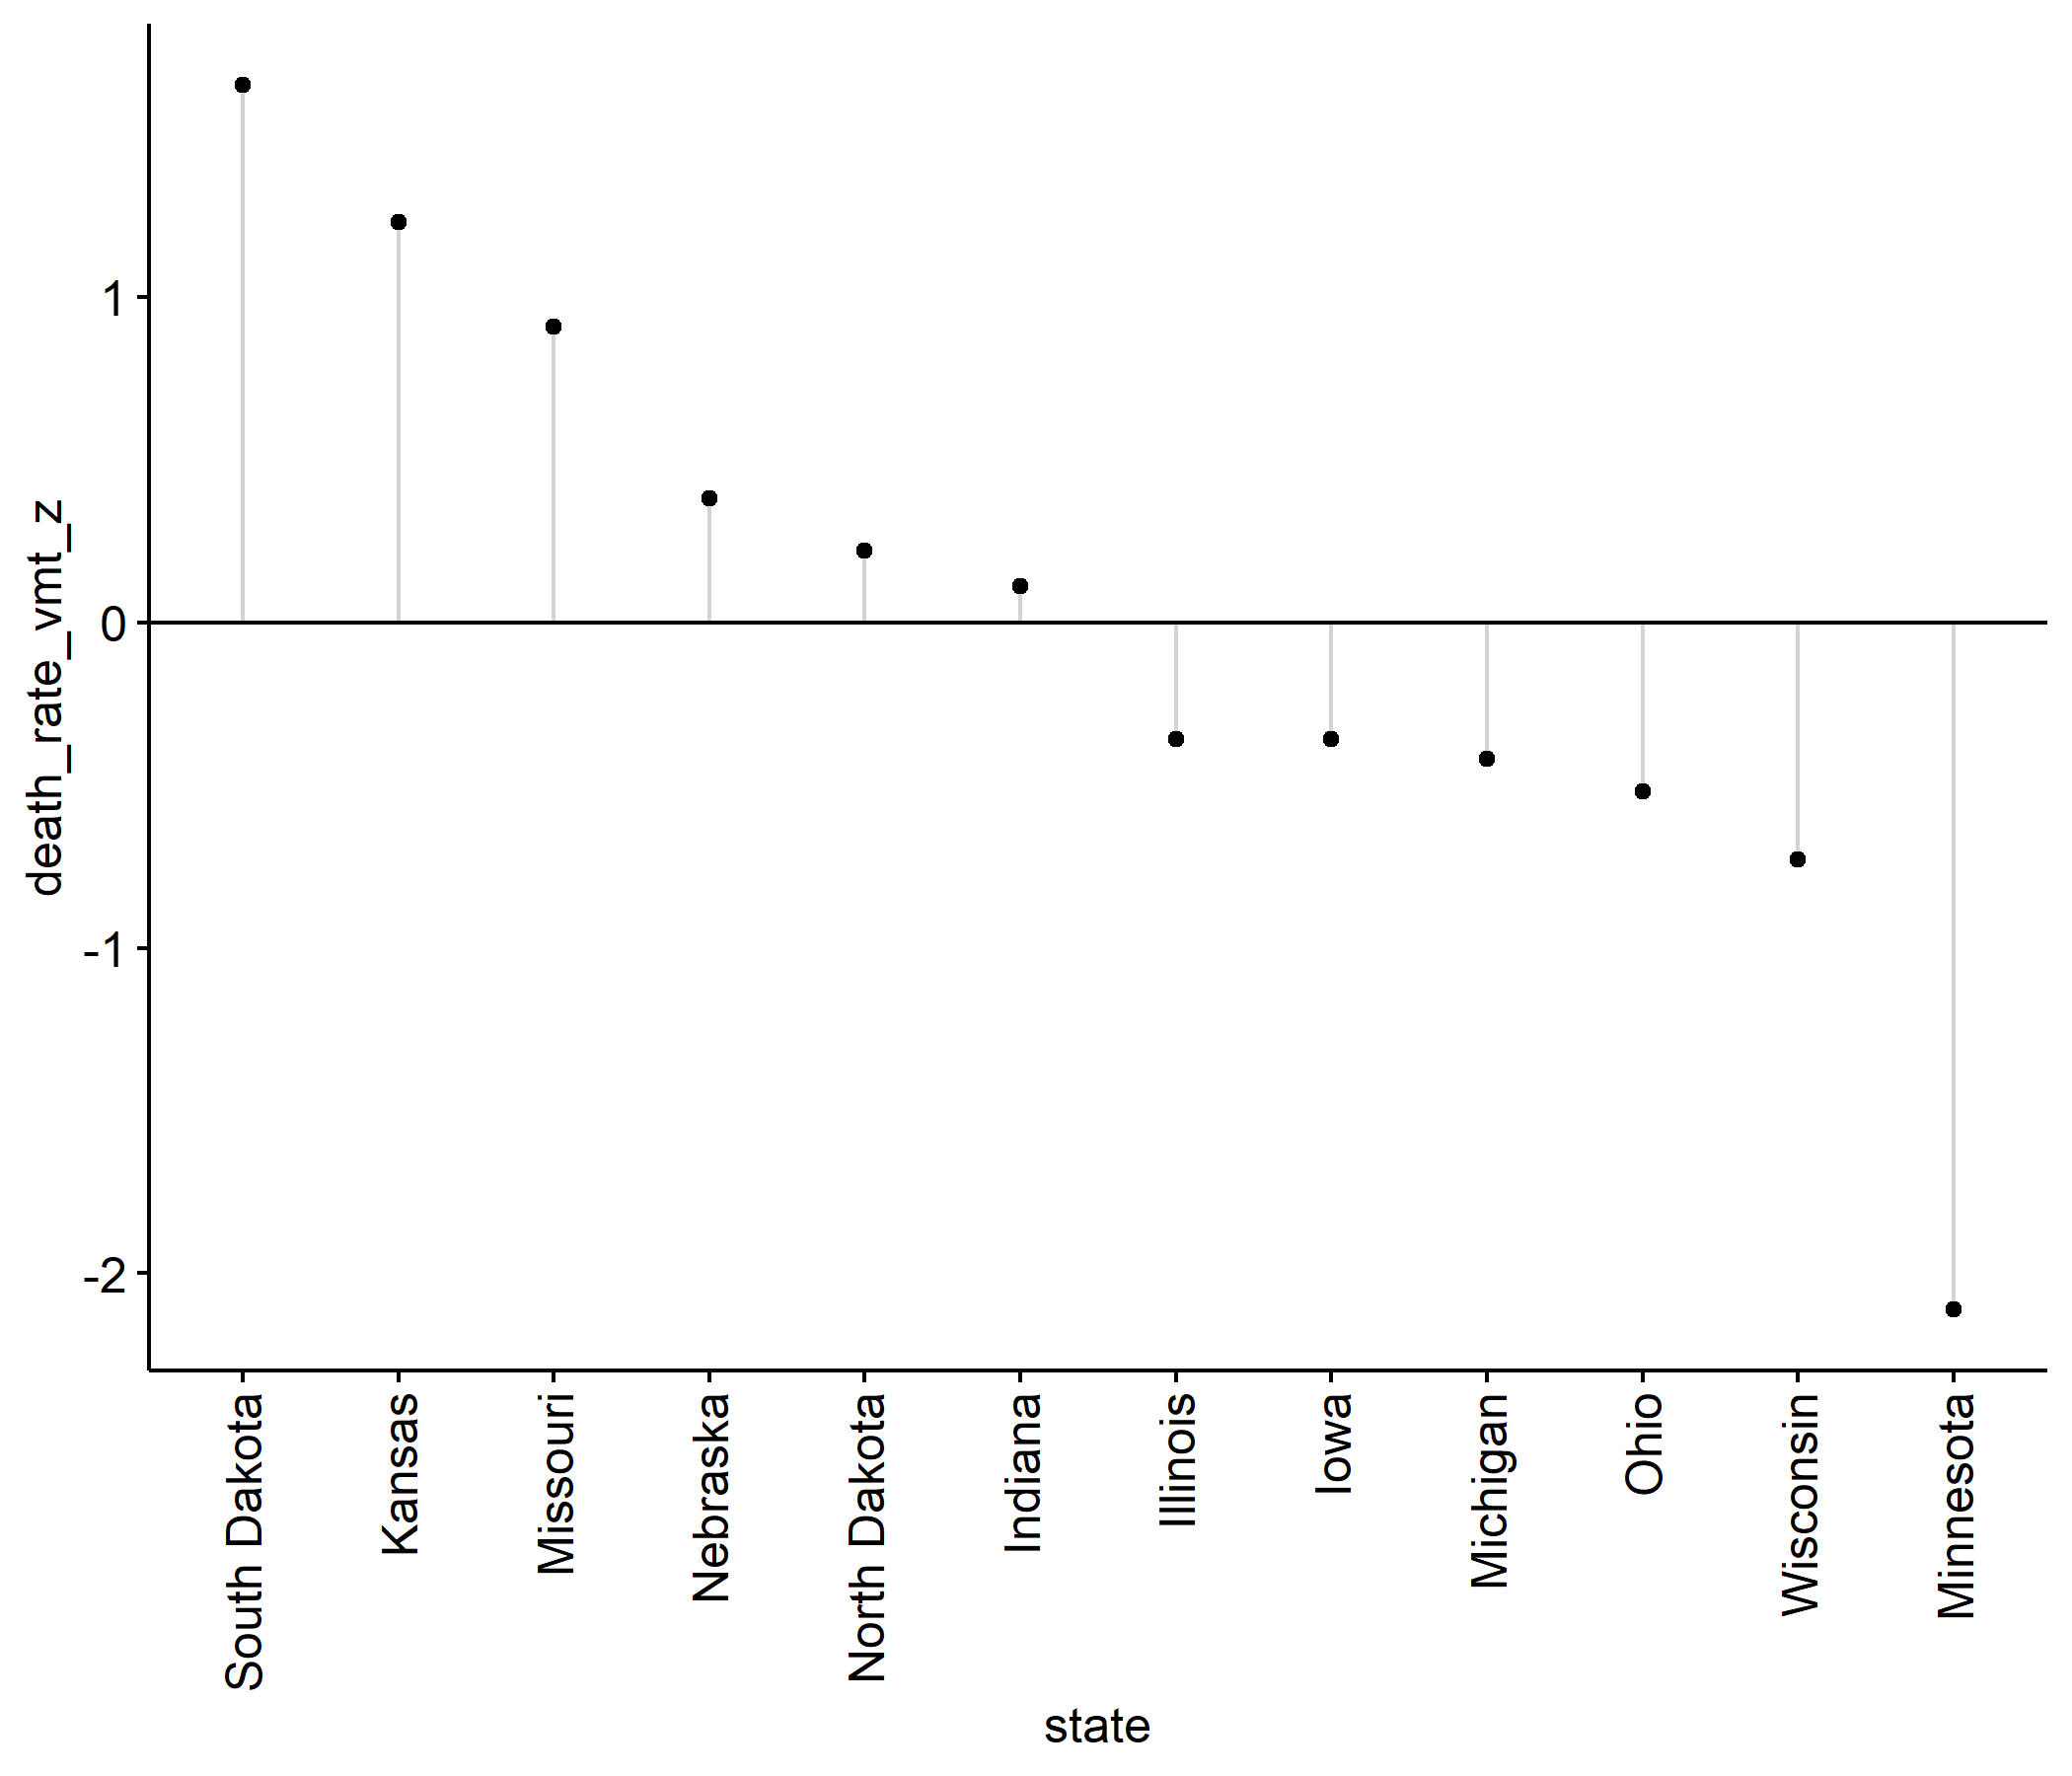 death_rate_vmt_z
1
0
-1
-2
South Dakota
Kansas
Missouri
Nebraska
North Dakota
Indiana
Illinois
Iowa
Michigan
Ohio
Wisconsin
Minnesota
state